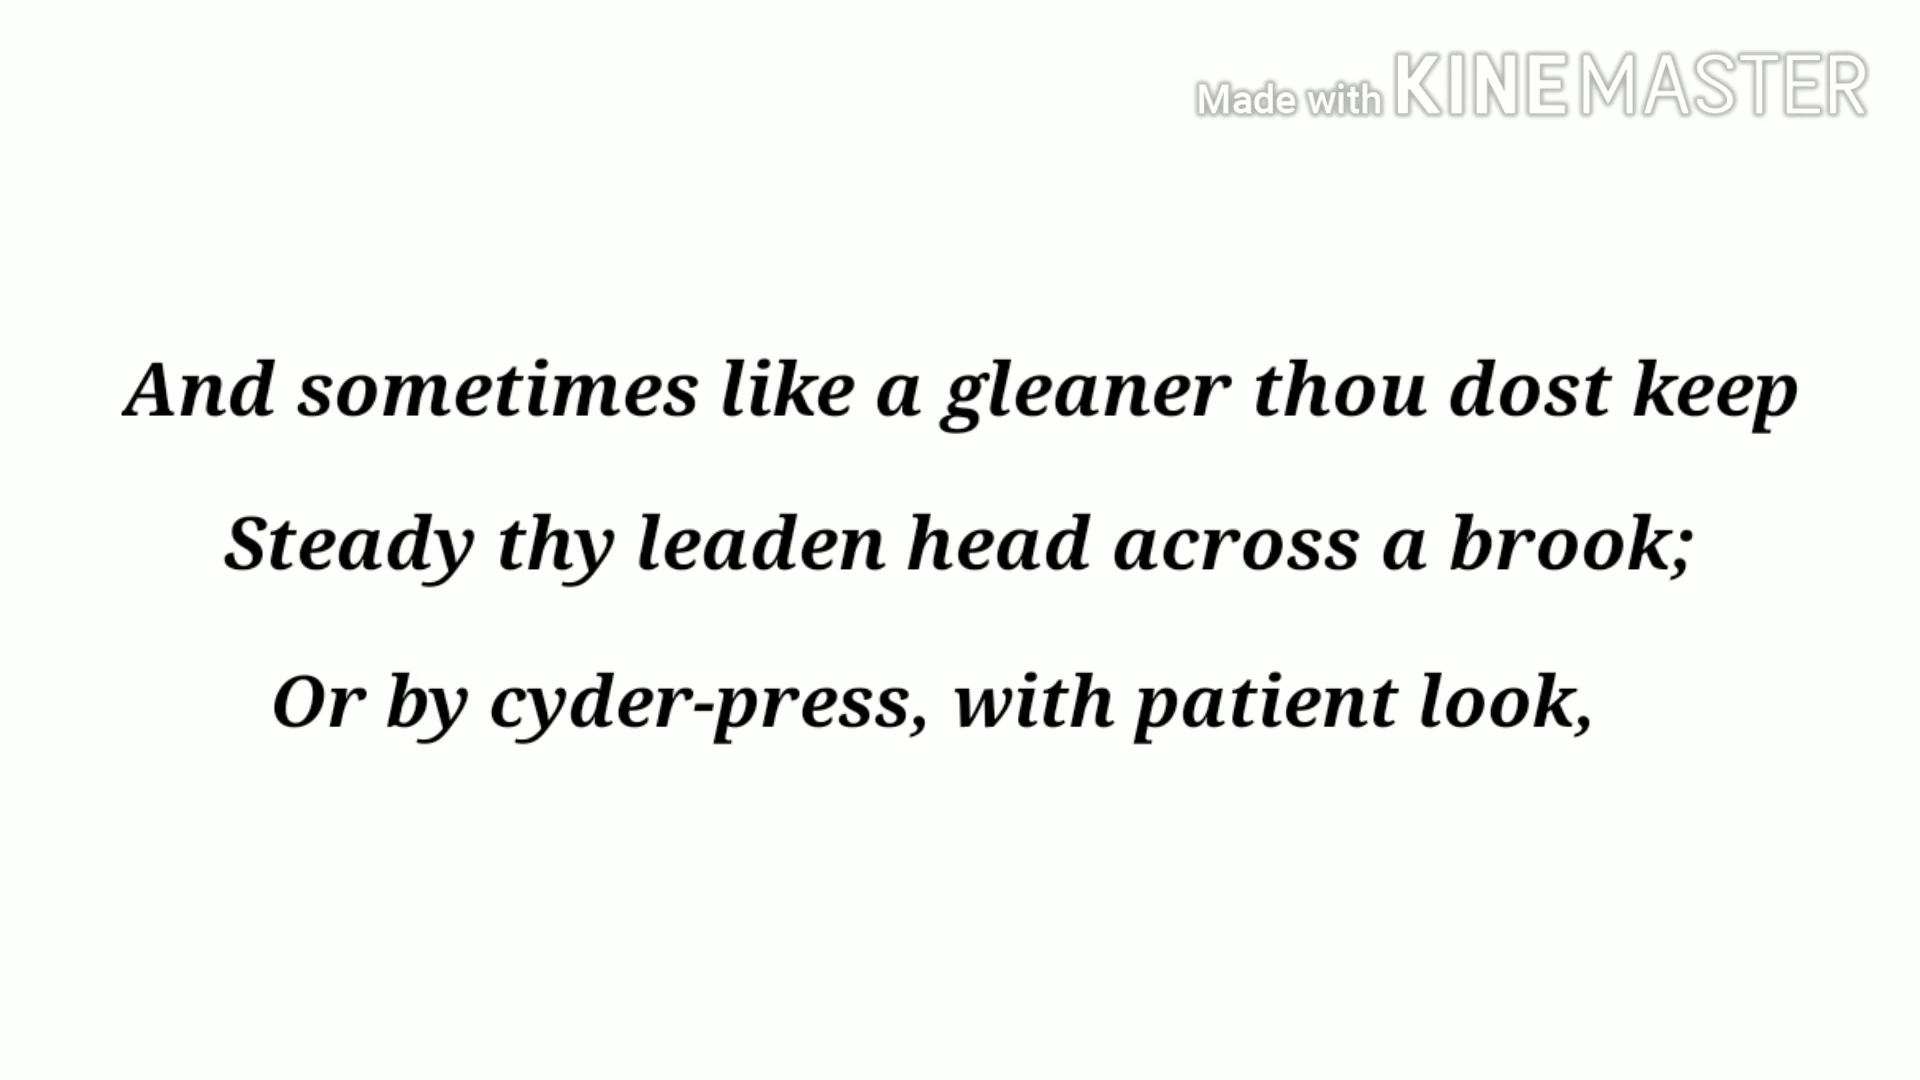 Made with KINEMASTER
And sometimes like a gleaner thou dost keep
Steady thy leaden head across a brook;
Or by cyder-press, with patient look,